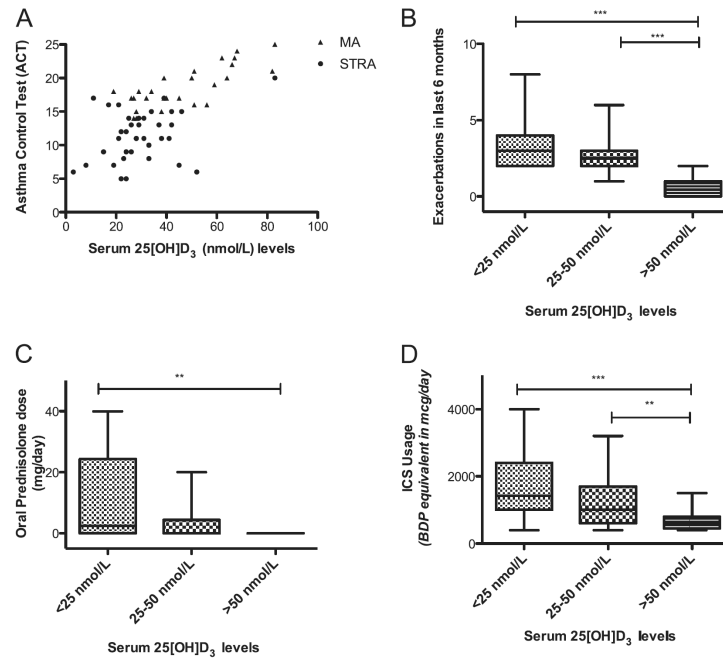 A
Asthma Control Test (ACT)
25
20
15
10
5
0
0
20
40
60
80
100
Serum 25[OH]D3 (nmol/L) levels
MA
STRA
B
***
***
Exacerbations in last 6 months
10
5
0
<25 nmol/L
25-50 nmol/L
>50 nmol/L
Serum 25[OH]D3 levels
C
**
Oral Prednisolone dose
(mg/day)
40
20
0
<25 nmol/L
25-50 nmol/L
>50 nmol/L
Serum 25[OH]D3 levels
D
***
**
ICS Usage
(BDP equivalent in mcg/day
4000
2000
0
<25 nmol/L
25-50 nmol/L
>50 nmol/L
Serum 25[OH]D3 levels